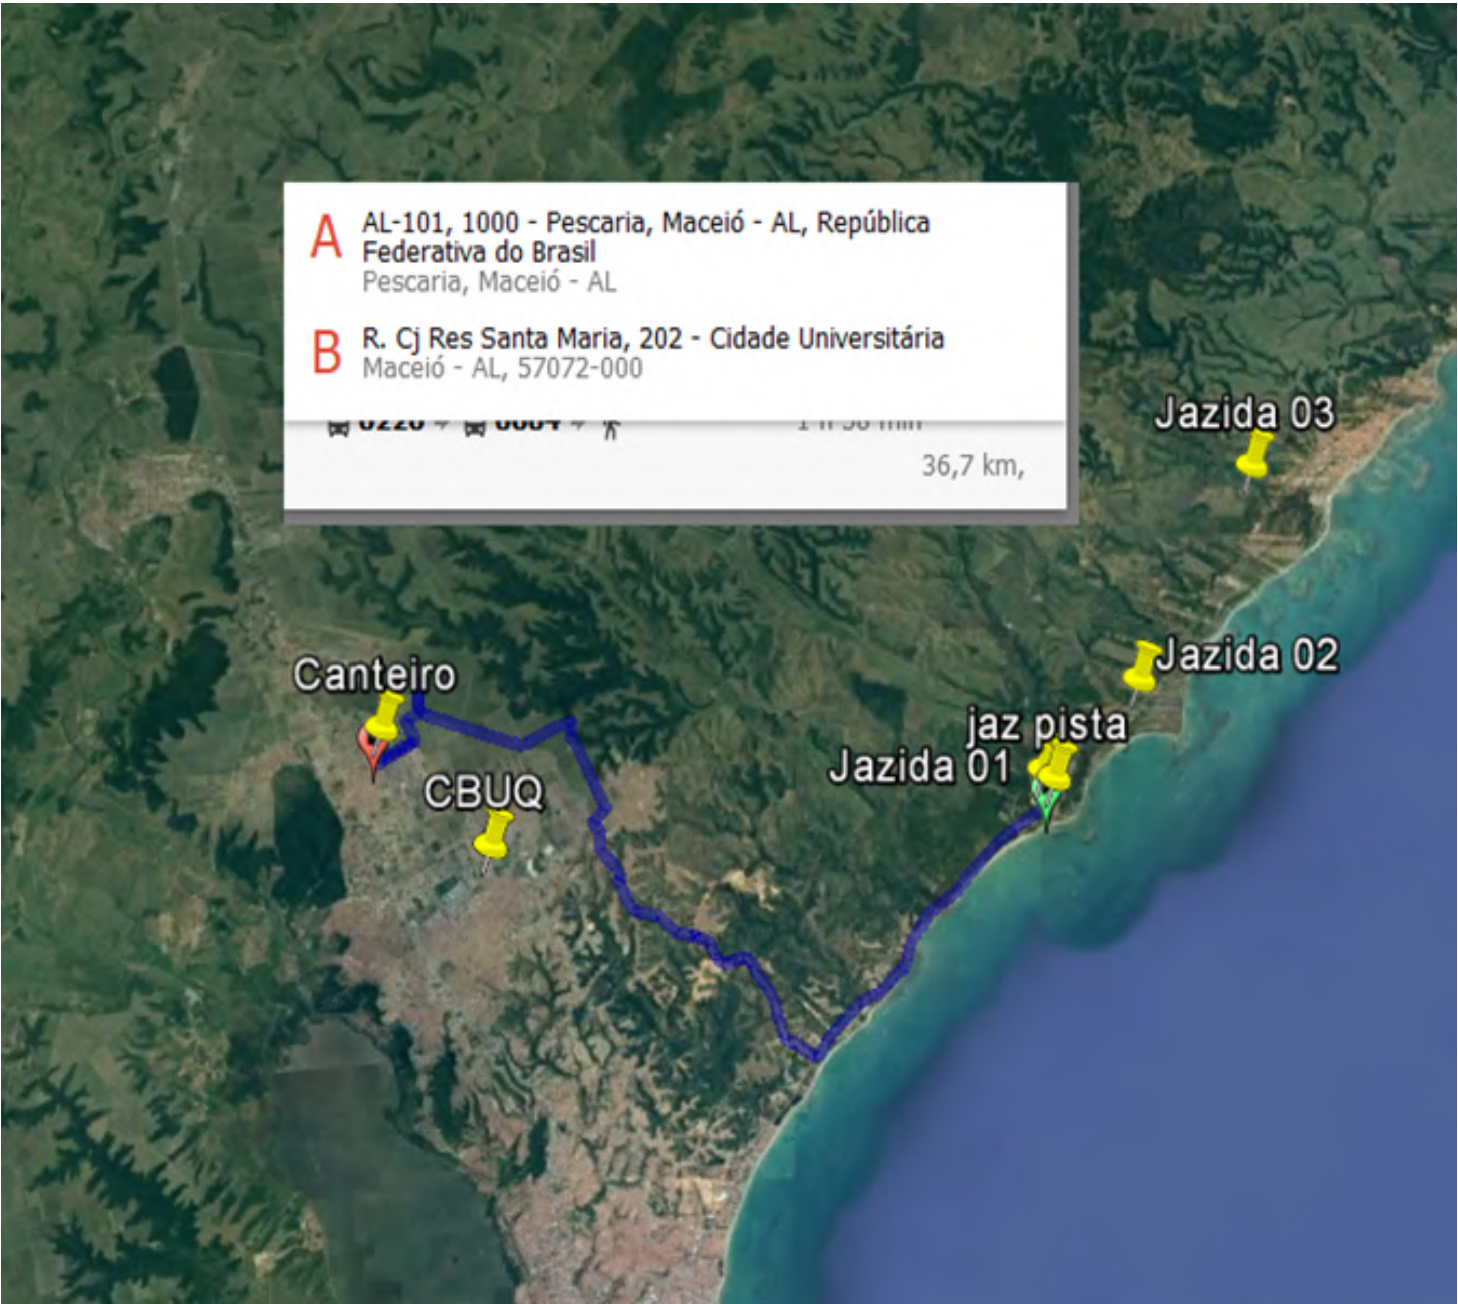 A
AL-101, 1000 - Pescaria, Maceió - AL, República
Federativa do Brasil
Pescaria, Maceió - AL
B
R. Cj Res Santa Maria, 202 - Cidade Universitária
Maceió - AL, 57072-000
36,7 km,
Jazida 03
Jazida 02
Canteiro
jaz pista
Jazida 01
CBUQ